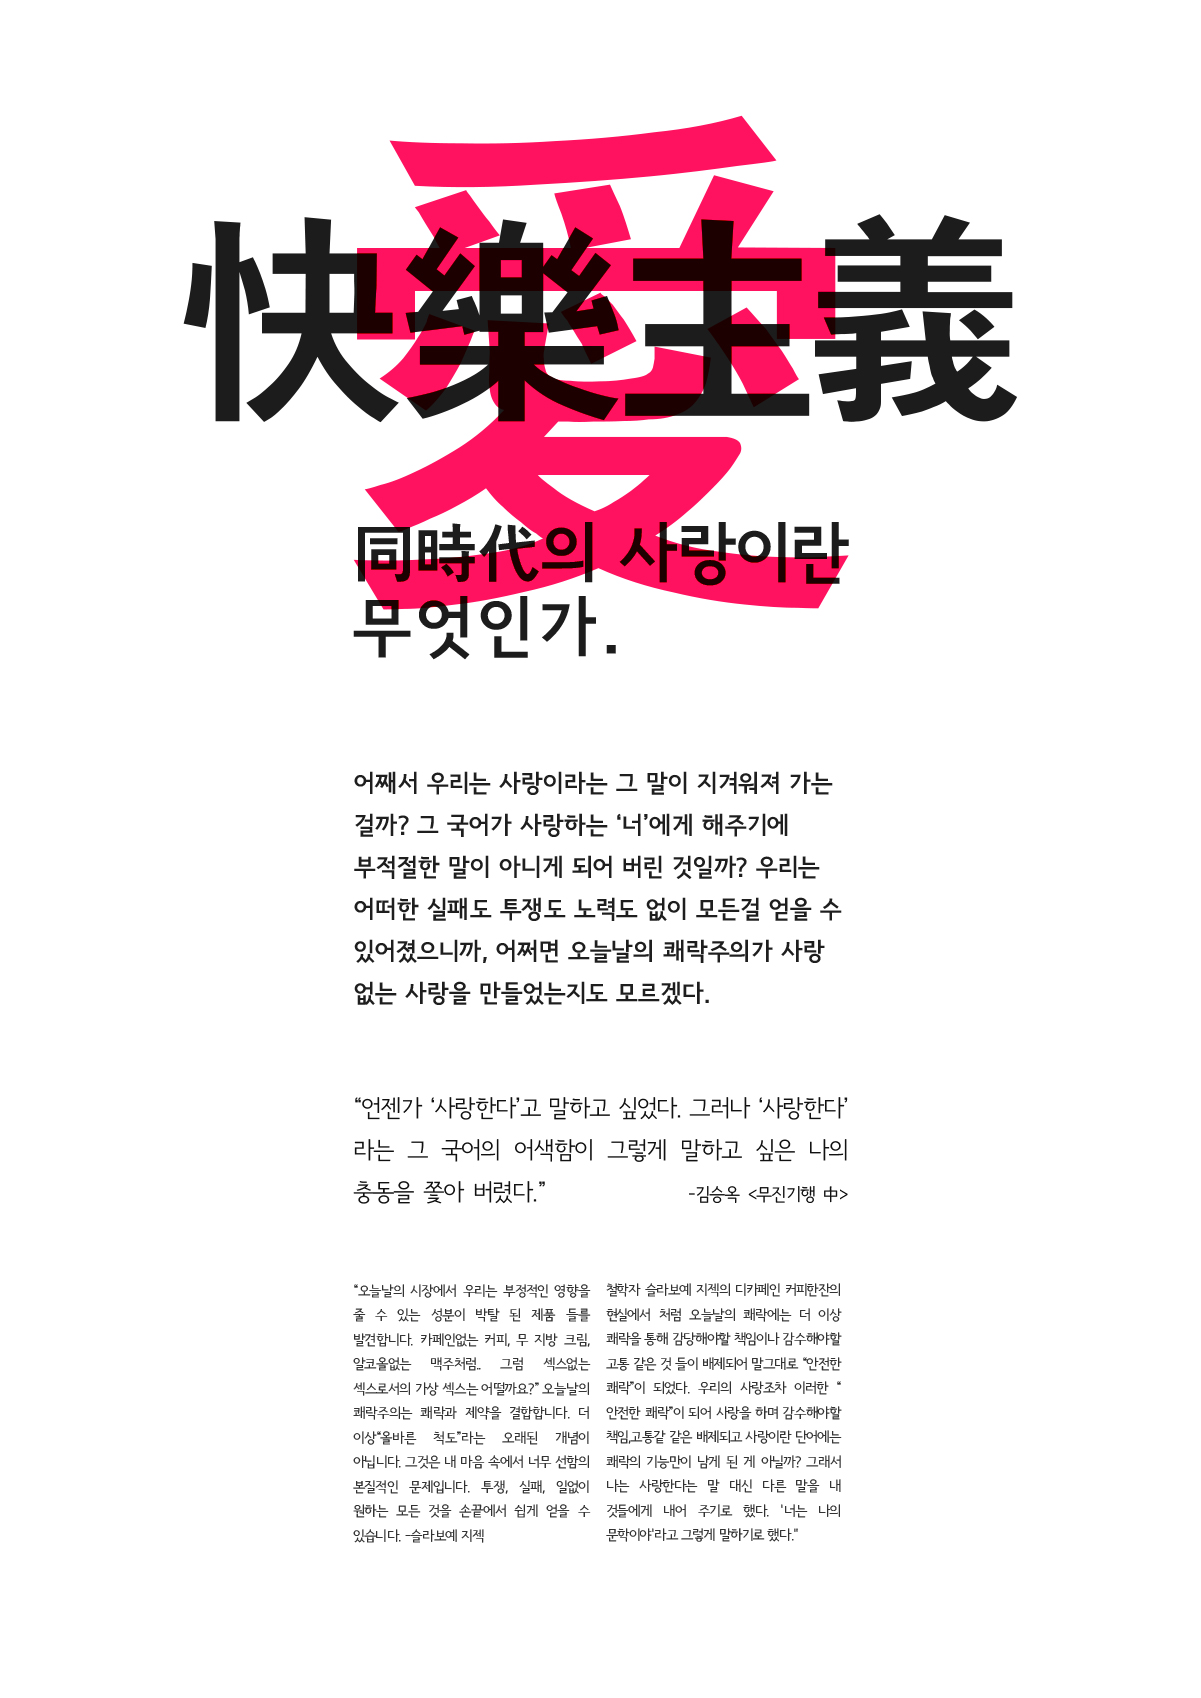 愛
快樂主義
同時代의 사랑이란
무엇인가.
어째서 우리는 사랑이라는 그 말이 지겨워져 가는
걸까? 그 국어가 사랑하는 ‘너’에게 해주기에
부적절한 말이 아니게 되어 버린 것일까? 우리는
어떠한 실패도 투쟁도 노력도 없이 모든걸 얻을 수
있어졌으니까, 어쩌면 오늘날의 쾌락주의가 사랑
없는 사랑을 만들었는지도 모르겠다.
“언젠가 ‘사랑한다’고 말하고 싶었다. 그러나 ‘사랑한다’
라는 그 국어의 어색함이 그렇게 말하고 싶은 나의
충동을 쫓아 버렸다.”
-김승옥 <무진기행 中>
“오늘날의 시장에서 우리는 부정적인 영향을
줄 수 있는 성분이 박탈 된 제품 들를
발견합니다. 카페인없는 커피, 무 지방 크림,
알코올없는 맥주처럼.. 그럼 섹스없는
섹스로서의 가상 섹스는 어떨까요?” 오늘날의
쾌락주의는 쾌락과 제약을 결합합니다. 더
이상“올바른 척도”라는 오래된 개념이
아닙니다. 그것은 내 마음 속에서 너무 선함의
본질적인 문제입니다. 투쟁, 실패, 일없이
원하는 모든 것을 손끝에서 쉽게 얻을 수
있습니다. -슬라보예 지젝
철학자 슬라보예 지젝의 디카페인 커피한잔의
현실에서 처럼 오늘날의 쾌락에는 더 이상
쾌락을 통해 감당해야할 책임이나 감수해야할
고통 같은 것 들이 배제되어 말그대로 “안전한
쾌락”이 되었다. 우리의 사랑조차 이러한 “
안전한 쾌락”이 되어 사랑을 하며 감수해야할
책임,고통같 같은 배제되고 사랑이란 단어에는
쾌락의 기능만이 남게 된 게 아닐까? 그래서
나는 사랑한다는 말 대신 다른 말을 내
것들에게 내어 주기로 했다. '너는 나의
문학이야'라고 그렇게 말하기로 했다."